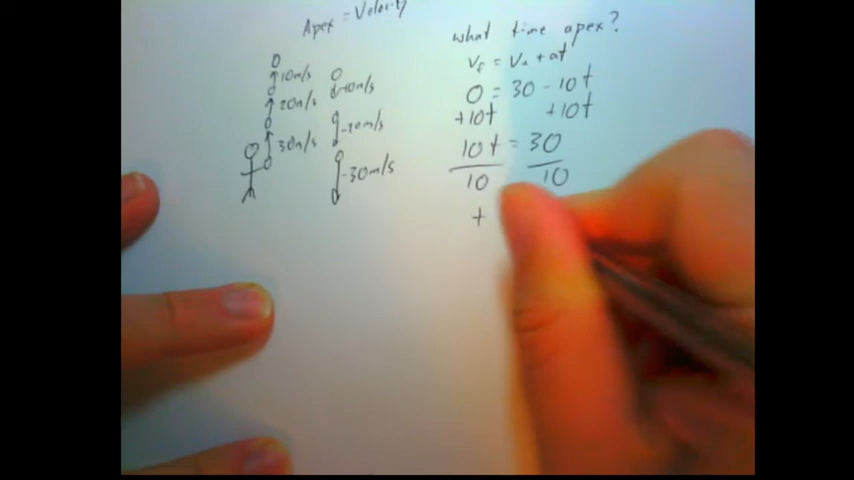 Apex = Velocity
10m/s
20m/s
30m/s
-10m/s
-20m/s
-30m/s
what time apex?
vf = v. + at
0 = 30 - 10t
+10t +10t
10t = 30
10 10
t